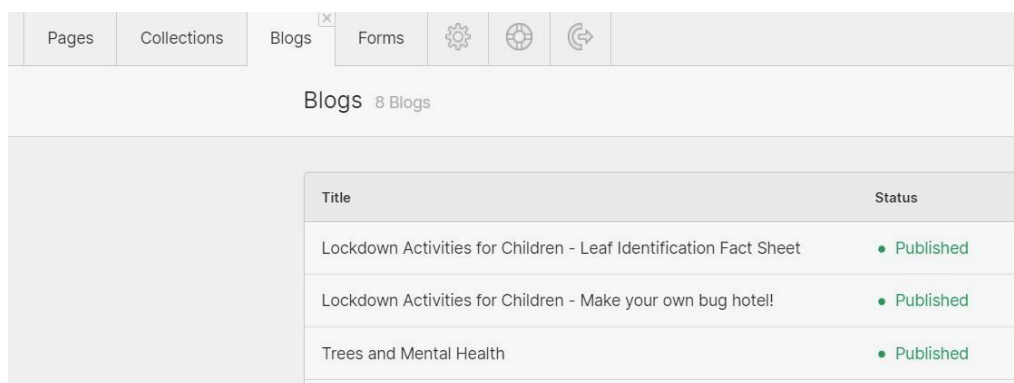 Pages Collections Blogs Forms
Blogs 8 Blogs
Title Status
Lockdown Activities for Children - Leaf Identification Fact Sheet Published
Lockdown Activities for Children - Make your own bug hotel! Published
Trees and Mental Health Published